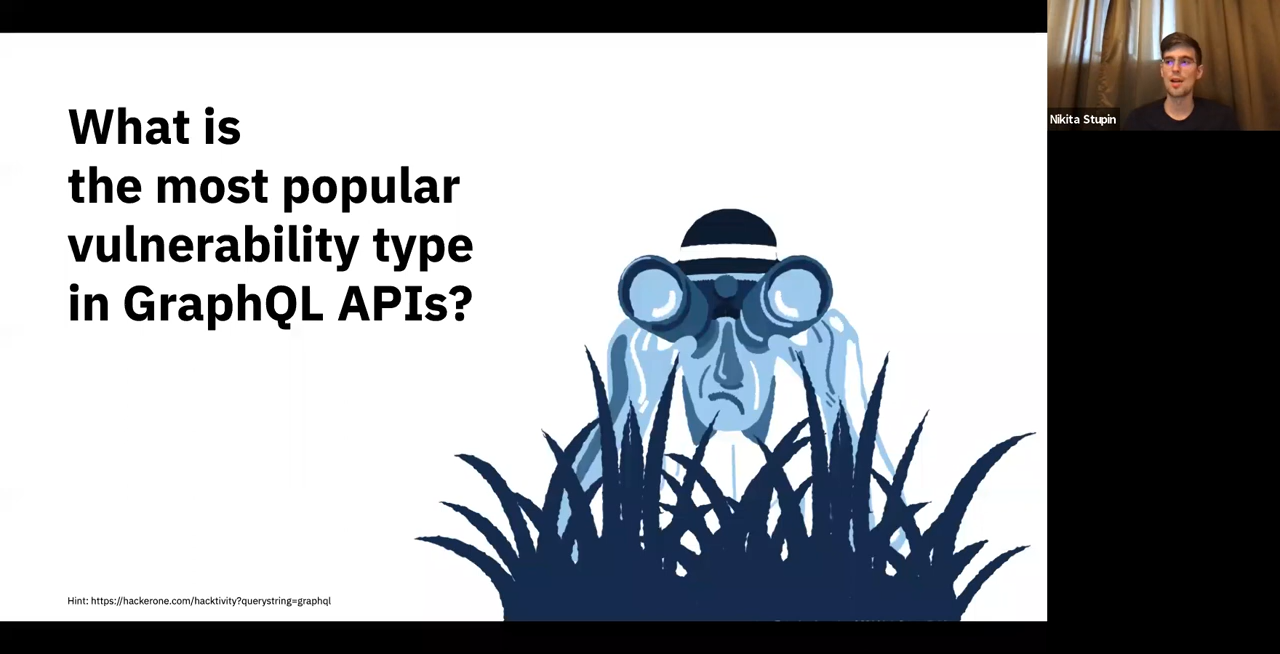 What is
the most popular
vulnerability type
in GraphQL APIs?
Hint: https://hackerone.com/hacktivity?querystring=graphql
Nikita Stupin